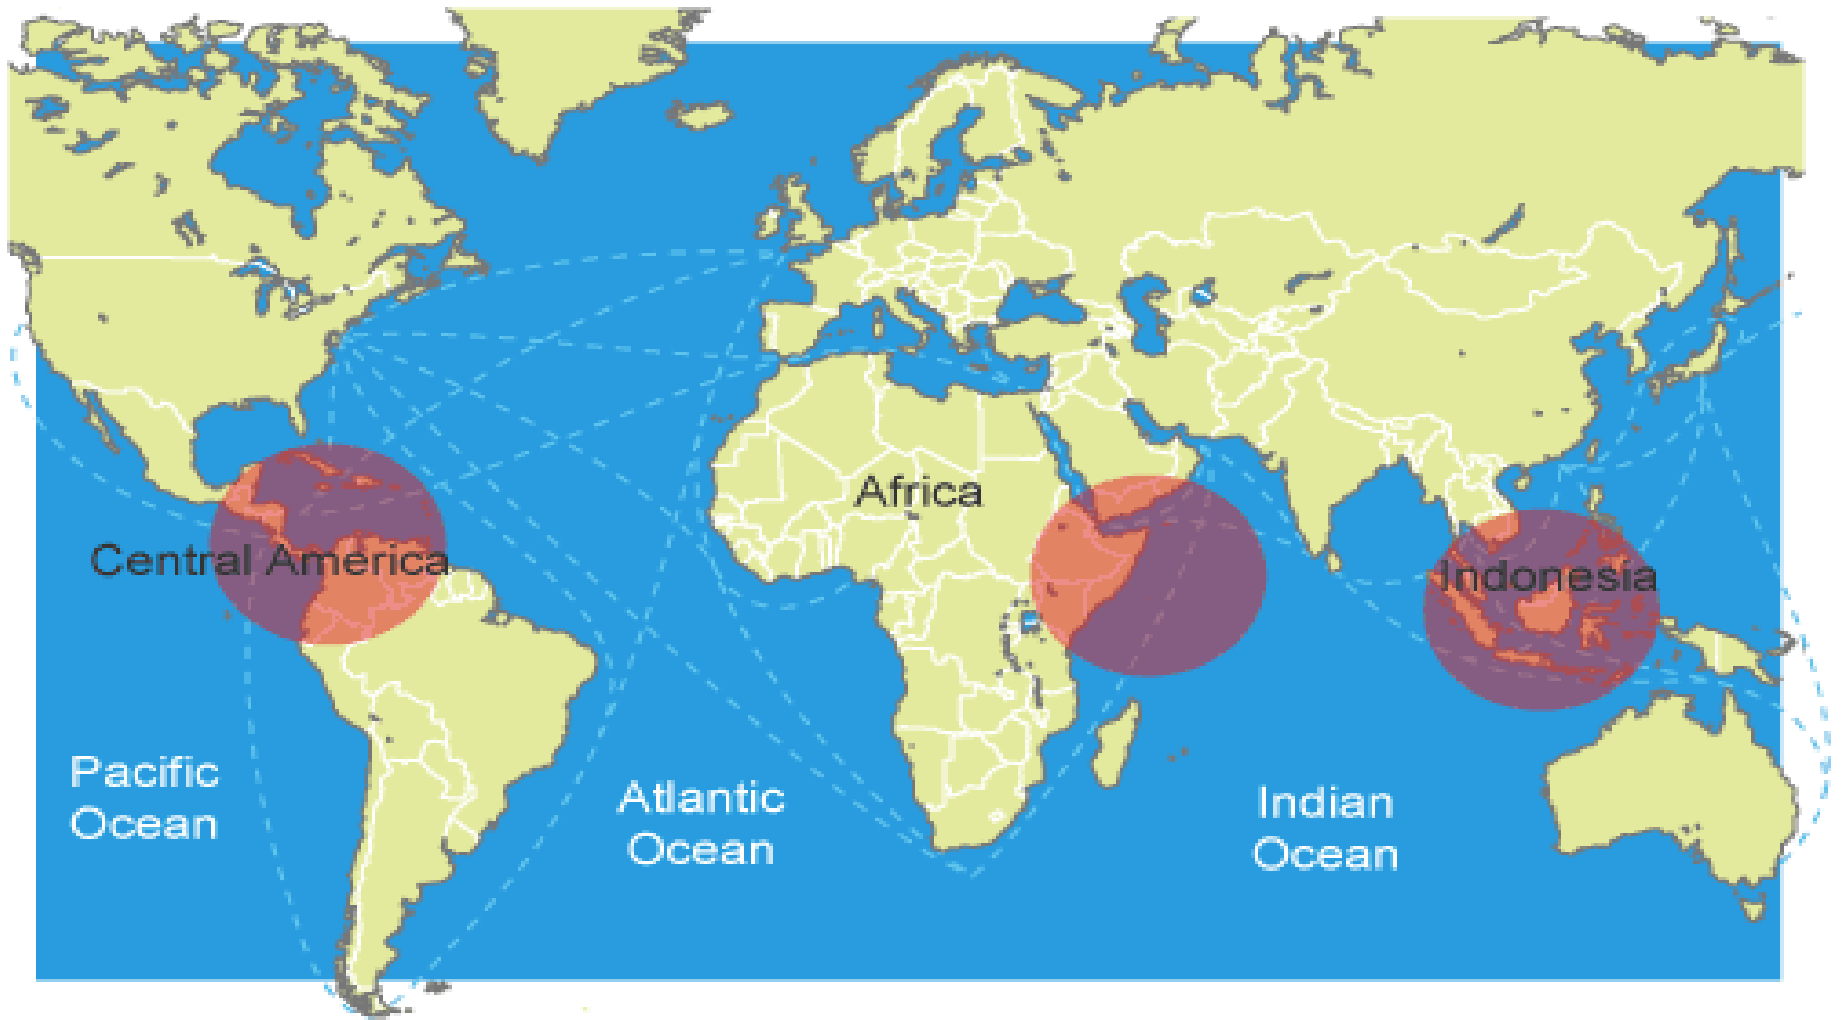 Africa
Central America
Indonesia
Pacific
Ocean
Atlantic
Ocean
Indian
Ocean